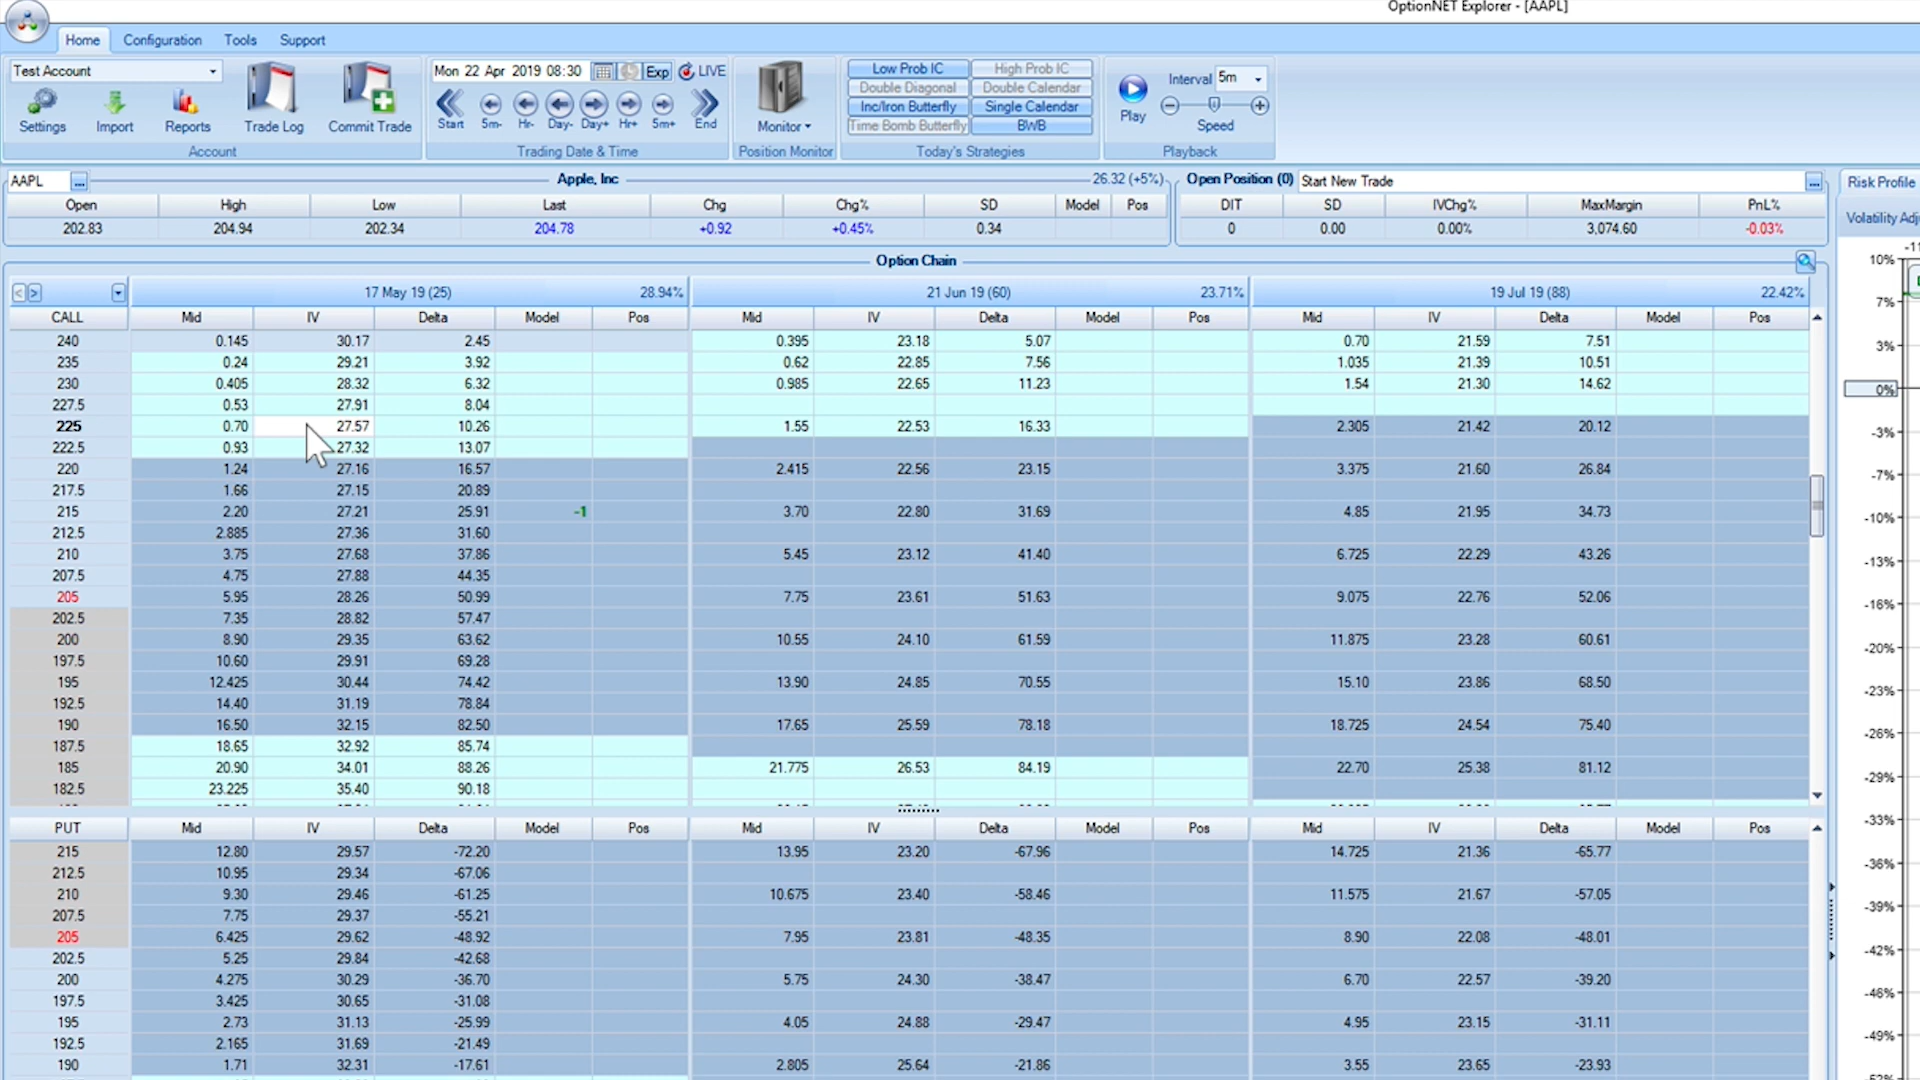 OptionNET Explorer - [AAPL]
Home Configuration Tools Support
Test Account
Settings Import Reports Trade Log Commit Trade
Account
Mon 22 Apr 2019 08:30 Exp LIVE
Start 5m- Hr- Day- Day+ Hr+ 5m+ End
Trading Date & Time
Monitor
Position Monitor
Low Prob IC High Prob IC
Double Diagonal Double Calendar
Inc/Iron Butterfly Single Calendar
Time Bomb Butterfly BWB
Today's Strategies
Play Interval 5m
Speed
Playback
AAPL ... Apple, Inc 26.32 (+5%)
Open High Low Last Chg Chg% SD Model Pos
202.83 204.94 202.34 204.78 +0.92 +0.45% 0.34
Open Position (0) Start New Trade ...
DIT SD IVChg% MaxMargin PnL%
0 0.00 0.00% 3,074.60 -0.03%
Risk Profile
Option Chain
< > 17 May 19 (25) 28.94% 21 Jun 19 (60) 23.71% 19 Jul 19 (88) 22.42%
CALL Mid IV Delta Model Pos Mid IV Delta Model Pos Mid IV Delta Model Pos
240 0.145 30.17 2.45 0.395 23.18 5.07 0.70 21.59 7.51
235 0.24 29.21 3.92 0.62 22.85 7.56 1.035 21.39 10.51
230 0.405 28.32 6.32 0.985 22.65 11.23 1.54 21.30 14.62
227.5 0.53 27.91 8.04
225 0.70 27.57 10.26 1.55 22.53 16.33 2.305 21.42 20.12
222.5 0.93 27.32 13.07
220 1.24 27.16 16.57 2.415 22.56 23.15 3.375 21.60 26.84
217.5 1.66 27.15 20.89
215 2.20 27.21 25.91 -1 3.70 22.80 31.69 4.85 21.95 34.73
212.5 2.885 27.36 31.60
210 3.75 27.68 37.86 5.45 23.12 41.40 6.725 22.29 43.26
207.5 4.75 27.88 44.35
205 5.95 28.26 50.99 7.75 23.61 51.63 9.075 22.76 52.06
202.5 7.35 28.82 57.47
200 8.90 29.35 63.62 10.55 24.10 61.59 11.875 23.28 60.61
197.5 10.60 29.91 69.28
195 12.425 30.44 74.42 13.90 24.85 70.55 15.10 23.86 68.50
192.5 14.40 31.19 78.84
190 16.50 32.15 82.50 17.65 25.59 78.18 18.725 24.54 75.40
187.5 18.65 32.92 85.74
185 20.90 34.01 88.26 21.775 26.53 84.19 22.70 25.38 81.12
182.5 23.225 35.40 90.18
PUT Mid IV Delta Model Pos Mid IV Delta Model Pos Mid IV Delta Model Pos
215 12.80 29.57 -72.20 13.95 23.20 -67.96 14.725 21.36 -65.77
212.5 10.95 29.34 -67.06
210 9.30 29.46 -61.25 10.675 23.40 -58.46 11.575 21.67 -57.05
207.5 7.75 29.37 -55.21
205 6.425 29.62 -48.92 7.95 23.81 -48.35 8.90 22.08 -48.01
202.5 5.25 29.84 -42.68
200 4.275 30.29 -36.70 5.75 24.30 -38.47 6.70 22.57 -39.20
197.5 3.425 30.65 -31.08
195 2.73 31.13 -25.99 4.05 24.88 -29.47 4.95 23.15 -31.11
192.5 2.165 31.69 -21.49
190 1.71 32.31 -17.61 2.805 25.64 -21.86 3.55 23.65 -23.93
Volatility Adj
10%
7%
3%
0%
-3%
-7%
-10%
-13%
-16%
-20%
-23%
-26%
-29%
-33%
-36%
-39%
-42%
-46%
-49%